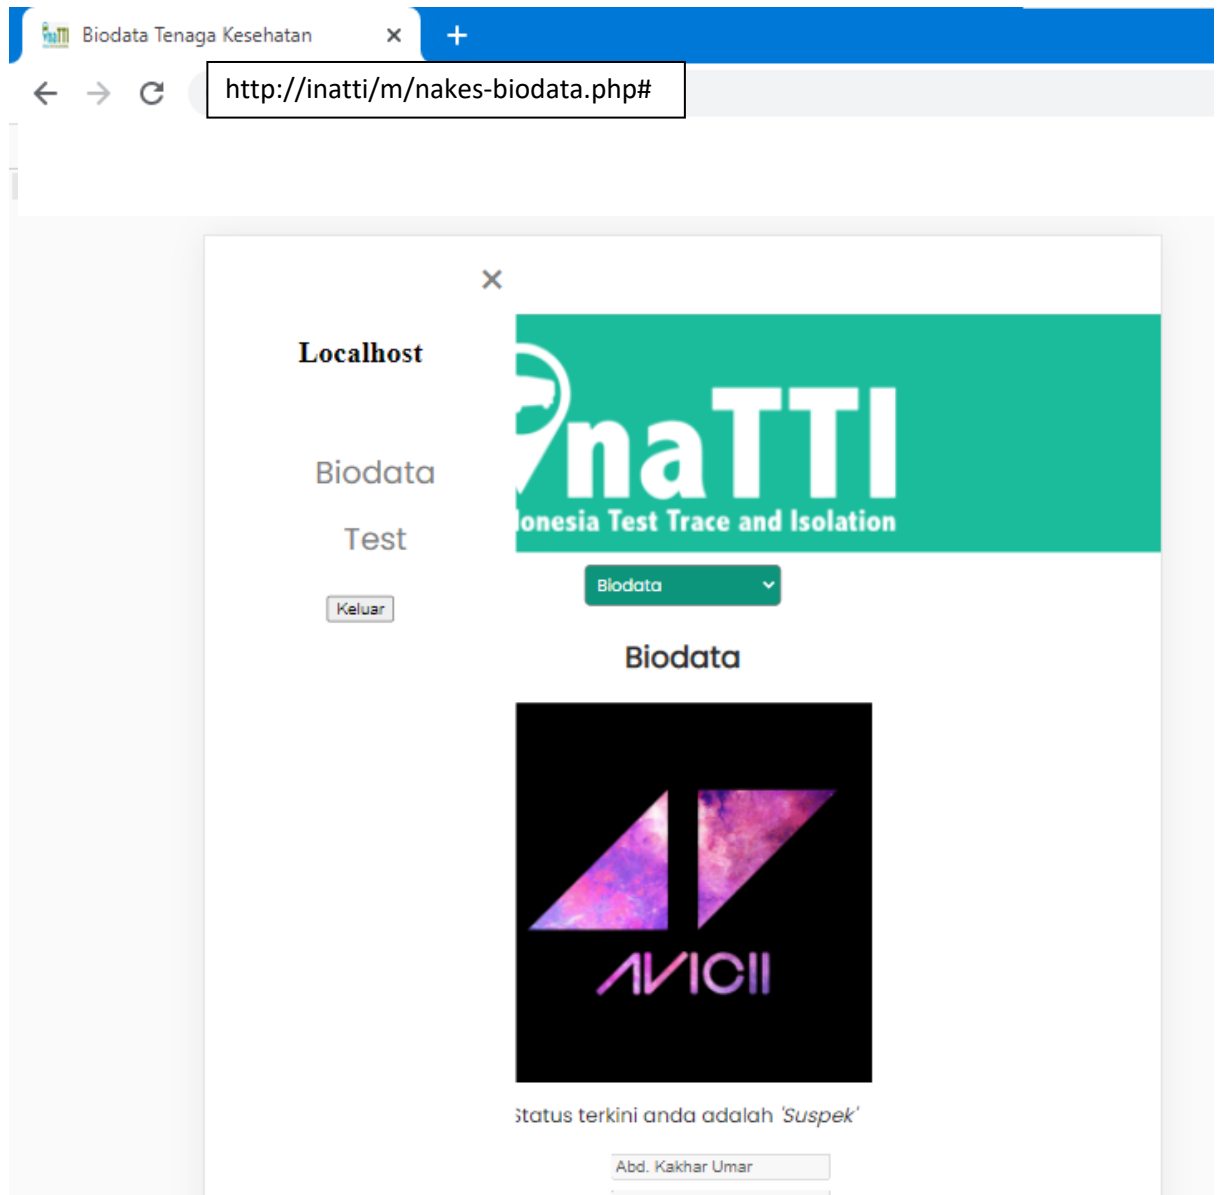 Biodata Tenaga Kesehatan
http://inatti/m/nakes-biodata.php#
Localhost
Biodata
Test
Keluar
naTTI
onesia Test Trace and Isolation
Biodata
Biodata
AVICII
Status terkini anda adalah 'Suspek'
Abd. Kakhar Umar